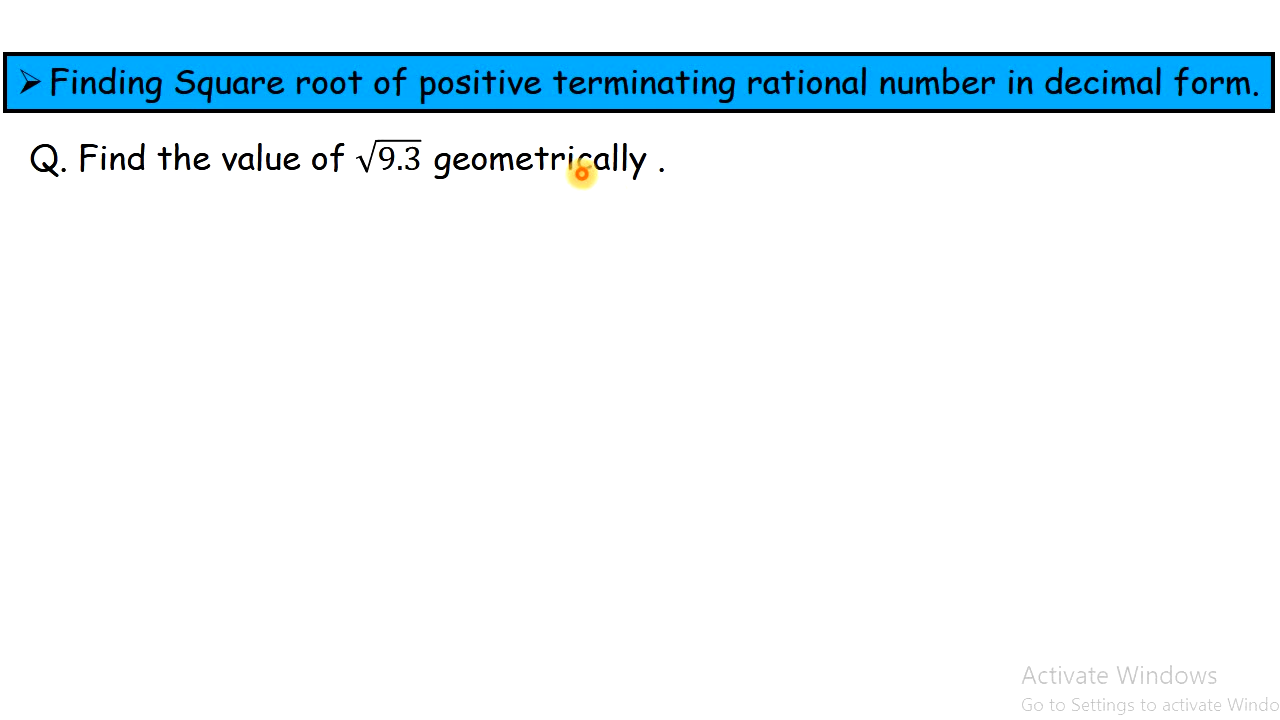 ➢ Finding Square root of positive terminating rational number in decimal form.
Q. Find the value of √9.3 geometrically .
Activate Windows
Go to Settings to activate Windo